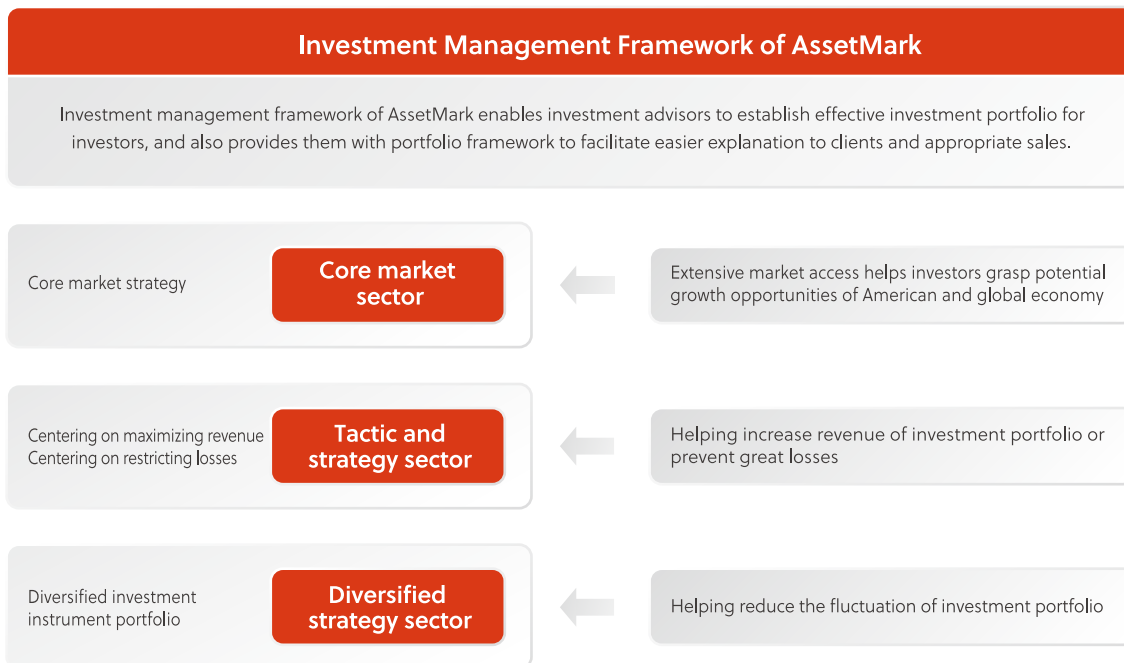 Investment Management Framework of AssetMark
Investment management framework of AssetMark enables investment advisors to establish effective investment portfolio for
investors, and also provides them with portfolio framework to facilitate easier explanation to clients and appropriate sales.
Core market strategy
Core market
sector
Extensive market access helps investors grasp potential
growth opportunities of American and global economy
Centering on maximizing revenue
Centering on restricting losses
Tactic and
strategy sector
Helping increase revenue of investment portfolio or
prevent great losses
Diversified investment
instrument portfolio
Diversified
strategy sector
Helping reduce the fluctuation of investment portfolio